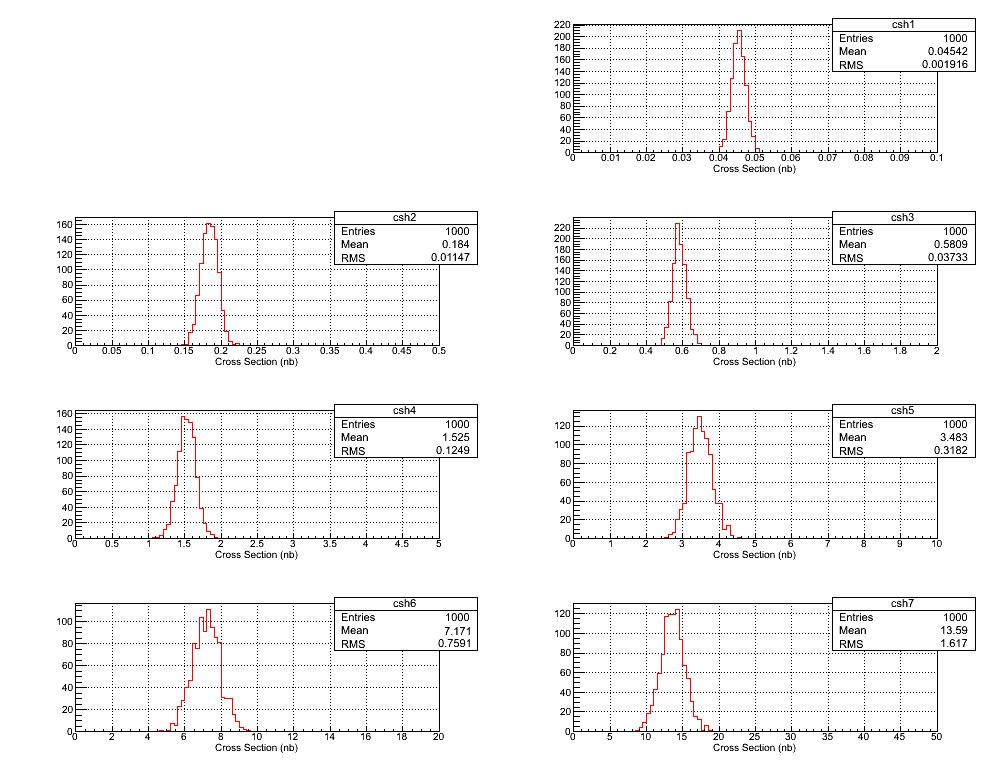 csh1
Entries 1000
Mean 0.04542
RMS 0.001916
220
200
180
160
140
120
100
80
60
40
20
0
0 0.01 0.02 0.03 0.04 0.05 0.06 0.07 0.08 0.09 0.1
Cross Section (nb)
csh2
Entries 1000
Mean 0.184
RMS 0.01147
160
140
120
100
80
60
40
20
0
0 0.05 0.1 0.15 0.2 0.25 0.3 0.35 0.4 0.45 0.5
Cross Section (nb)
csh3
Entries 1000
Mean 0.5809
RMS 0.03733
220
200
180
160
140
120
100
80
60
40
20
0
0 0.2 0.4 0.6 0.8 1 1.2 1.4 1.6 1.8 2
Cross Section (nb)
csh4
Entries 1000
Mean 1.525
RMS 0.1249
160
140
120
100
80
60
40
20
0
0 0.5 1 1.5 2 2.5 3 3.5 4 4.5 5
Cross Section (nb)
csh5
Entries 1000
Mean 3.483
RMS 0.3182
120
100
80
60
40
20
0
0 1 2 3 4 5 6 7 8 9 10
Cross Section (nb)
csh6
Entries 1000
Mean 7.171
RMS 0.7591
100
80
60
40
20
0
0 2 4 6 8 10 12 14 16 18 20
Cross Section (nb)
csh7
Entries 1000
Mean 13.59
RMS 1.617
120
100
80
60
40
20
0
0 5 10 15 20 25 30 35 40 45 50
Cross Section (nb)